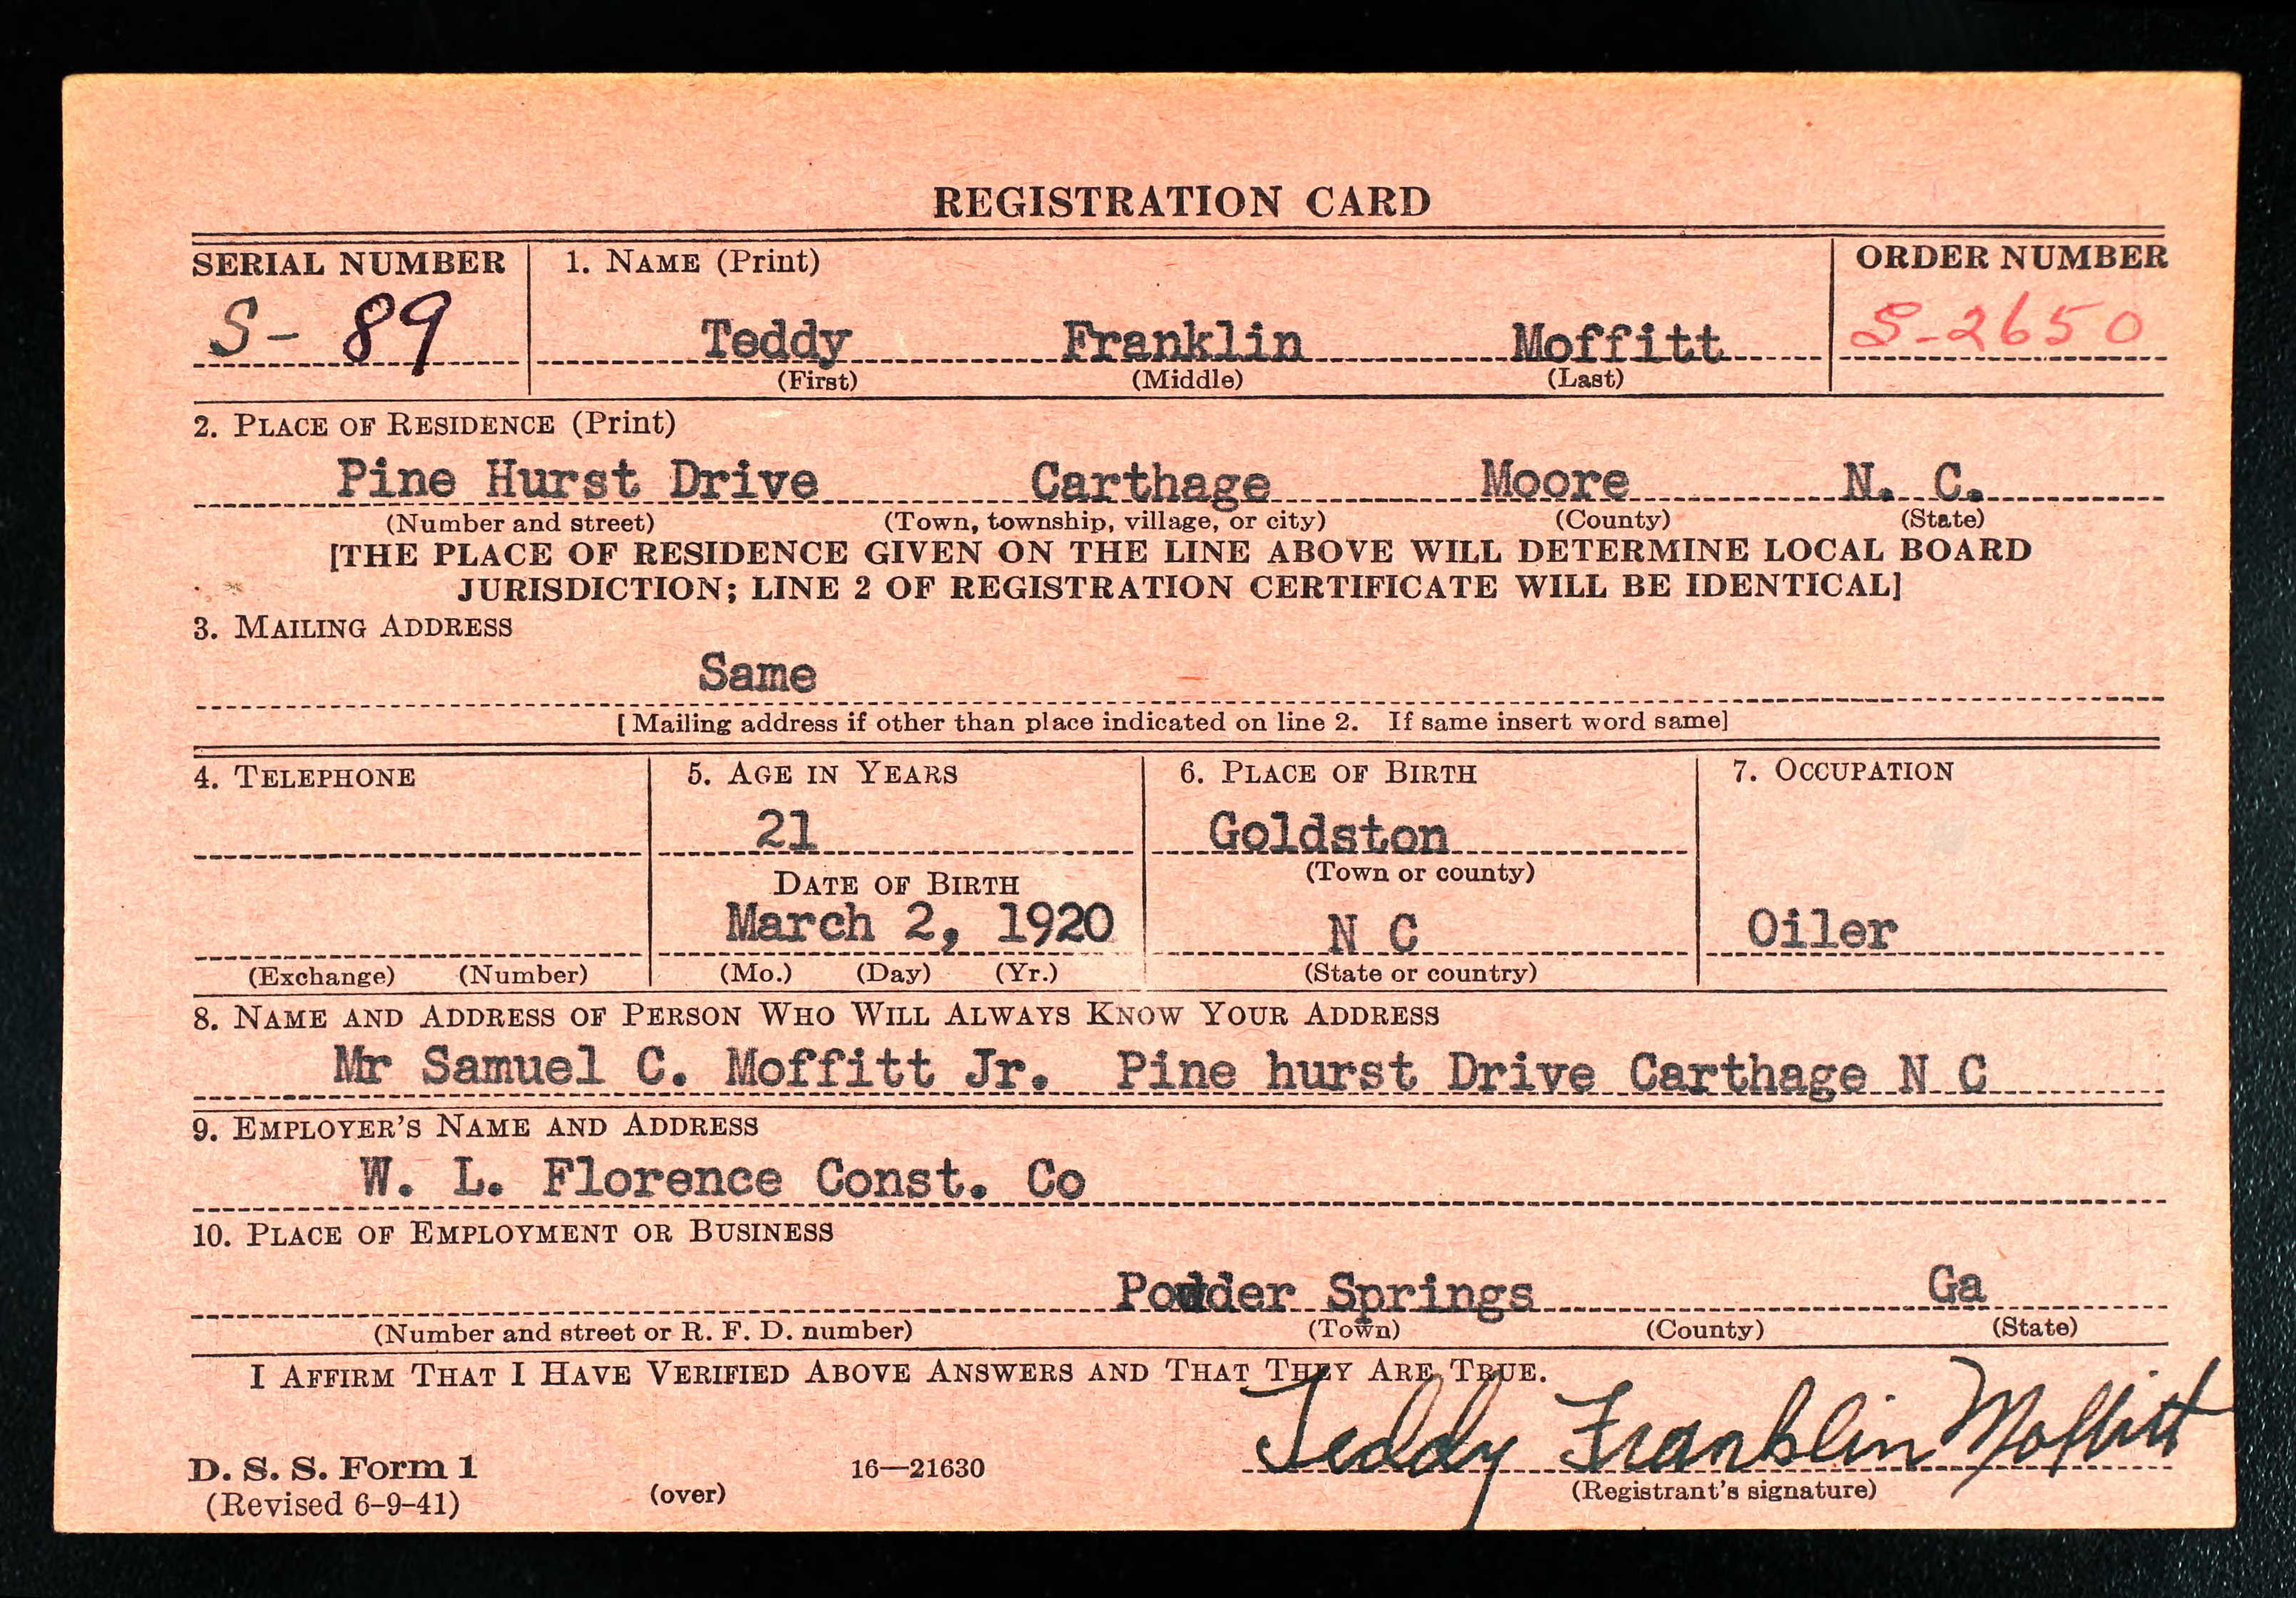 REGISTRATION CARD
SERIAL NUMBER 1. NAME (Print) ORDER NUMBER
S- 89 Teddy Franklin Moffitt S-2650
(First) (Middle) (Last)
2. PLACE OF RESIDENCE (Print)
Pine Hurst Drive Carthage Moore N. C.
(Number and street) (Town, township, village, or city) (County) (State)
[THE PLACE OF RESIDENCE GIVEN ON THE LINE ABOVE WILL DETERMINE LOCAL BOARD
JURISDICTION; LINE 2 OF REGISTRATION CERTIFICATE WILL BE IDENTICAL]
3. MAILING ADDRESS
Same
[Mailing address if other than place indicated on line 2. If same insert word same]
4. TELEPHONE 5. AGE IN YEARS 6. PLACE OF BIRTH 7. OCCUPATION
21 Goldston
(Town or county)
DATE OF BIRTH
March 2, 1920 N C Oiler
(Exchange) (Number) (Mo.) (Day) (Yr.) (State or country)
8. NAME AND ADDRESS OF PERSON WHO WILL ALWAYS KNOW YOUR ADDRESS
Mr Samuel C. Moffitt Jr. Pine hurst Drive Carthage N C
9. EMPLOYER'S NAME AND ADDRESS
W. L. Florence Const. Co
10. PLACE OF EMPLOYMENT OR BUSINESS
Powder Springs Ga
(Number and street or R. F. D. number) (Town) (County) (State)
I AFFIRM THAT I HAVE VERIFIED ABOVE ANSWERS AND THAT THEY ARE TRUE.
Teddy Franklin Moffitt
D. S. S. Form 1 16—21630
(Revised 6-9-41) (over) (Registrant's signature)